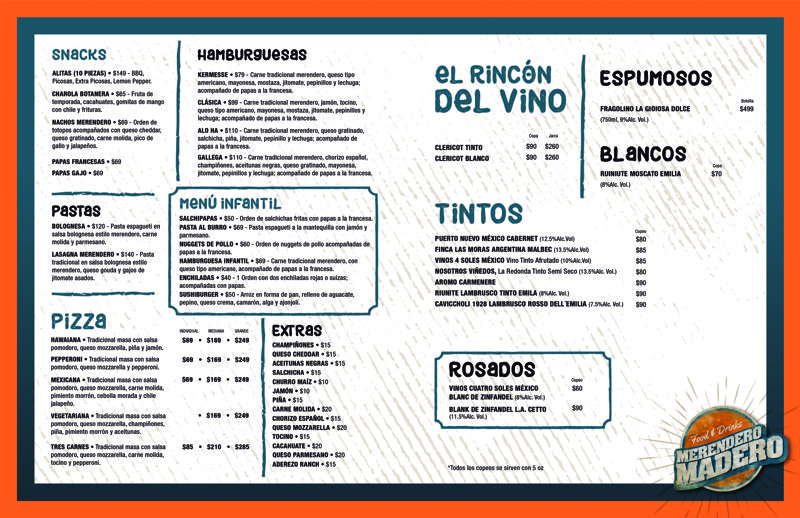 SNACKS
ALITAS (10 PIEZAS) • $149 - BBQ,
Picosas, Extra Picosas, Lemon Pepper.
CHAROLA BOTANERA • $65 - Fruta de
temporada, cacahuates, gomitas de mango
con chile y frituras.
NACHOS MERENDERO • $69 - Orden de
totopos acompañados con queso cheddar,
queso gratinado, carne molida, pico de
gallo y jalapeños.
PAPAS FRANCESAS • $69
PAPAS GAJO • $69
PASTAS
BOLOGNESA • $120 - Pasta espagueti en
salsa bolognesa estilo merendero, carne
molida y parmesano.
LASAGNA MERENDERO • $140 - Pasta
tradicional en salsa bolognesa estilo
merendero, queso gouda y gajos de
jitomate asados.
PIZZA
INDIVIDUAL MEDIANA GRANDE
HAWAIANA • Tradicional masa con salsa
pomodoro, queso mozzarella, piña y jamón.
$69 • $169 • $249
PEPPERONI • Tradicional masa con salsa
pomodoro, queso mozzarella y pepperoni.
$69 • $169 • $249
MEXICANA • Tradicional masa con salsa
pomodoro, queso mozzarella, carne molida,
pimiento morrón, cebolla morada y chile
jalapeño.
$69 • $169 • $249
VEGETARIANA • Tradicional masa con salsa
pomodoro, queso mozzarella, champiñones,
piña, pimiento morrón y aceitunas.
• $169 • $249
TRES CARNES • Tradicional masa con salsa
pomodoro, queso mozzarella, carne molida,
tocino y pepperoni.
$85 • $210 • $285
HAMBURGUESAS
KERMESSE • $79 - Carne tradicional merendero, queso tipo
americano, mayonesa, mostaza, jitomate, pepinillos y lechuga;
acompañado de papas a la francesa.
CLÁSICA • $99 - Carne tradicional merendero, jamón, tocino,
queso tipo americano, mayonesa, mostaza, jitomate, pepinillos y
lechuga; acompañado de papas a la francesa.
ALO HA • $110 - Carne tradicional merendero, queso gratinado,
salchicha, piña, jitomate, pepinillo y lechuga; acompañado de
papas a la francesa.
GALLEGA • $110 - Carne tradicional merendero, chorizo español,
champiñones, aceitunas negras, queso gratinado, mayonesa,
jitomate, pepinillos y lechuga; acompañado de papas a la francesa.
MENÚ INFANTIL
SALCHIPAPAS • $50 - Orden de salchichas fritas con papas a la francesa.
PASTA AL BURRO • $69 - Pasta espagueti a la mantequilla con jamón y
parmesano.
NUGGETS DE POLLO • $60 - Orden de nuggets de pollo acompañadas de
papas a la francesa.
HAMBURGUESA INFANTIL • $69 - Carne tradicional merendero, con
queso tipo americano, acompañado de papas a la francesa.
ENCHILADA • $40 - 1 Orden con dos enchiladas rojas o suizas;
acompañadas con papas.
SUSHIBURGER • $50 - Arroz en forma de pan, relleno de aguacate,
pepino, queso crema, camarón, alga y ajonjolí.
EXTRAS
CHAMPIÑONES • $15
QUESO CHEDDAR • $15
ACEITUNAS NEGRAS • $15
SALCHICHA • $15
CHURRO MAÍZ • $10
JAMÓN • $10
PIÑA • $15
CARNE MOLIDA • $20
CHORIZO ESPAÑOL • $15
QUESO MOZZARELLA • $20
TOCINO • $15
CACAHUATE • $20
QUESO PARMESANO • $20
ADEREZO RANCH • $15
EL RINCÓN
DEL VINO
Copa Jarra
CLERICOT TINTO $90 $260
CLERICOT BLANCO $90 $260
ESPUMOSOS
Botella
FRAGOLINO LA GIOIOSA DOLCE $499
(750ml, 9%Alc. Vol.)
BLANCOS
Copa
RUINIUTE MOSCATO EMILIA $70
(8%Alc. Vol.)
TINTOS
Copeo
PUERTO NUEVO MÉXICO CABERNET (12.5%Alc.Vol) $80
FINCA LAS MORAS ARGENTINA MALBEC (13.5%Alc. Vol.) $85
VINOS 4 SOLES MÉXICO Vino Tinto Afrutado (10%Alc.Vol) $85
NOSOTROS VIÑEDOS, La Redonda Tinto Semi Seco (13.5%Alc. Vol.) $80
AROMO CARMENERE $90
RIUNITE LAMBRUSCO TINTO EMILA (8%Alc. Vol.) $90
CAVICCHOLI 1928 LAMBRUSCO ROSSO DELL´EMILIA (7.5%Alc. Vol.) $90
ROSADOS
Copeo
VINOS CUATRO SOLES MÉXICO $60
BLANC DE ZINFANDEL (8%Alc. Vol.)
BLANK DE ZINFANDEL L.A. CETTO $90
(11.5%Alc. Vol.)
*Todos los copeos se sirven con 5 oz
Food & Drinks
MERENDERO
MADERO